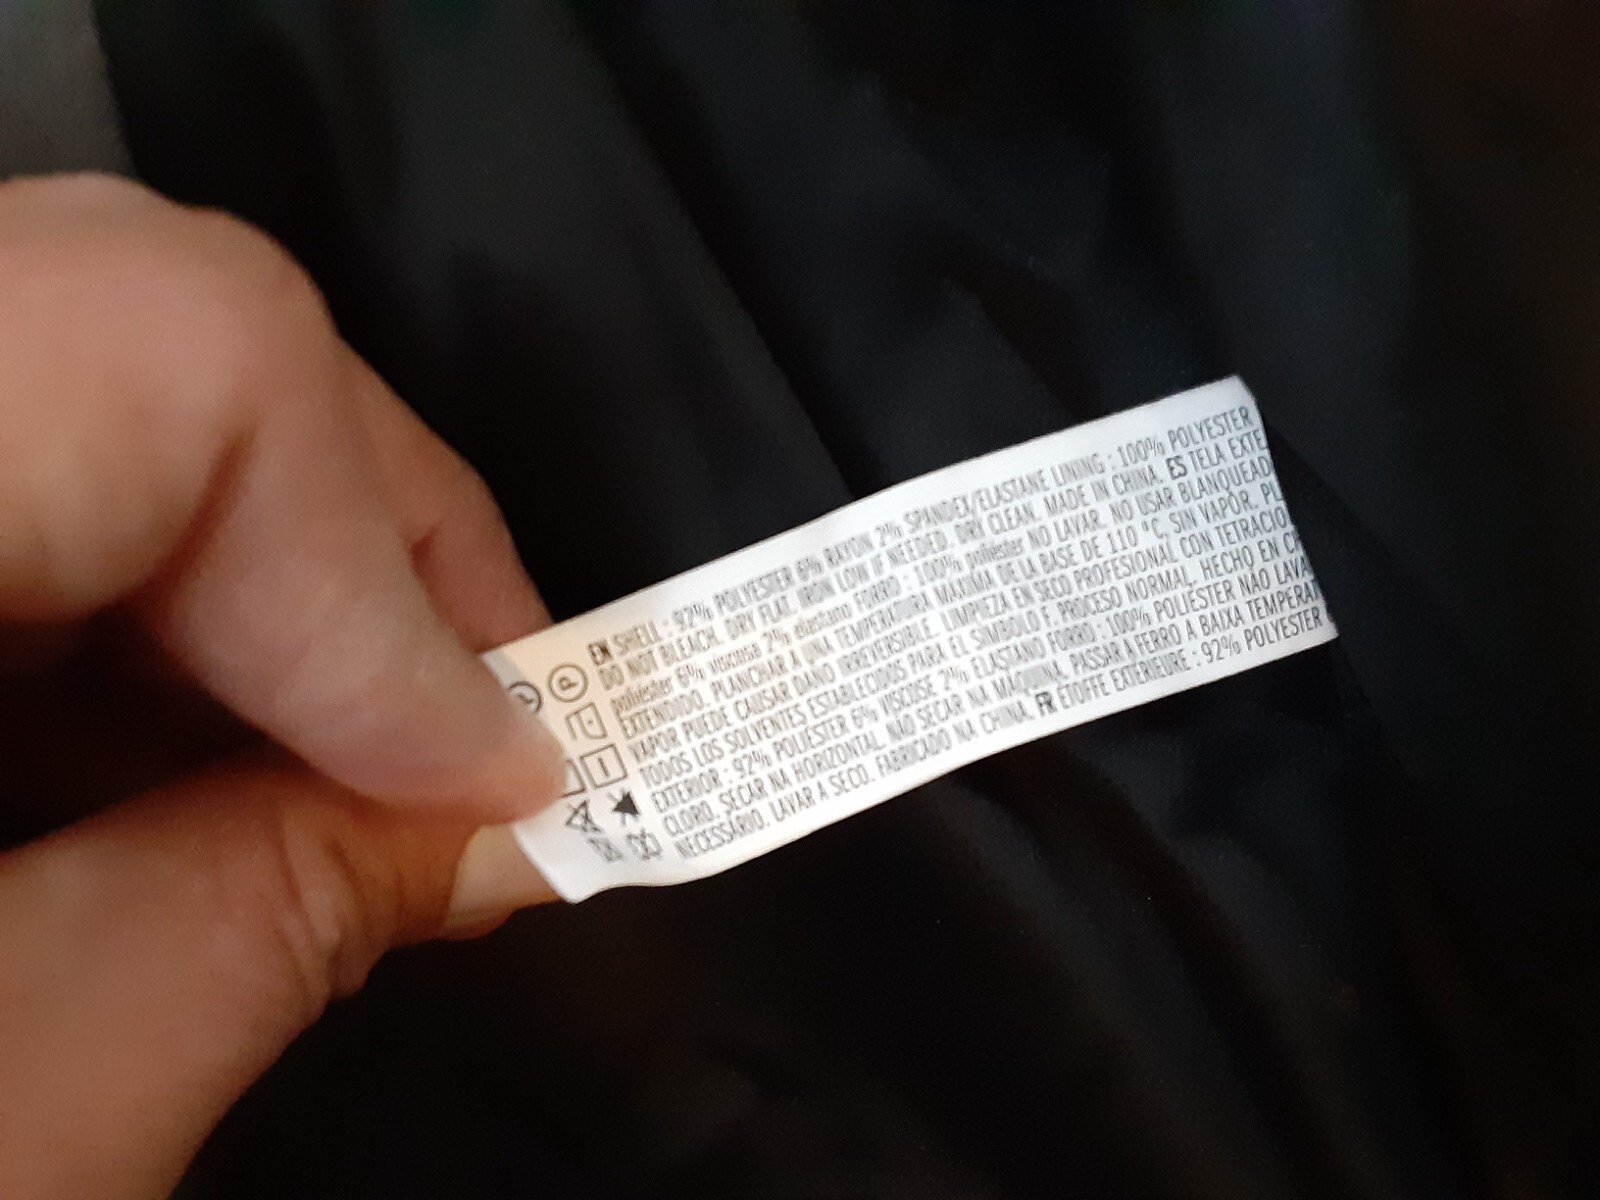 EN SHELL : 92% POLYESTER 6% RAYON 2% SPANDEX/ELASTANE LINING : 100% POLYESTER
DO NOT BLEACH. DRY FLAT. IRON LOW IF NEEDED. DRY CLEAN. MADE IN CHINA. ES TELA EXTE
poliéster 6% viscosa 2% elastano FORRO : 100% poliéster NO LAVAR. NO USAR BLANQUEAD
EXTENDIDO. PLANCHAR A UNA TEMPERATURA MÁXIMA DE LA BASE DE 110 °C, SIN VAPOR. PL
VAPOR PUEDE CAUSAR DAÑO IRREVERSIBLE. LIMPIEZA EN SECO PROFESIONAL CON TETRACLO
TODOS LOS SOLVENTES ESTABLECIDOS PARA EL SÍMBOLO F. PROCESO NORMAL. HECHO EN C
EXTERIOR : 92% POLIÉSTER 6% VISCOSE 2% ELASTANO FORRO : 100% POLIÉSTER NÃO LAVA
CLORO. SECAR NA HORIZONTAL. NÃO SECAR NA MÁQUINA. PASSAR A FERRO A BAIXA TEMPERA
NECESSÁRIO. LAVAR A SECO. FABRICADO NA CHINA. FR ÉTOFFE EXTÉRIEURE : 92% POLYESTER
P